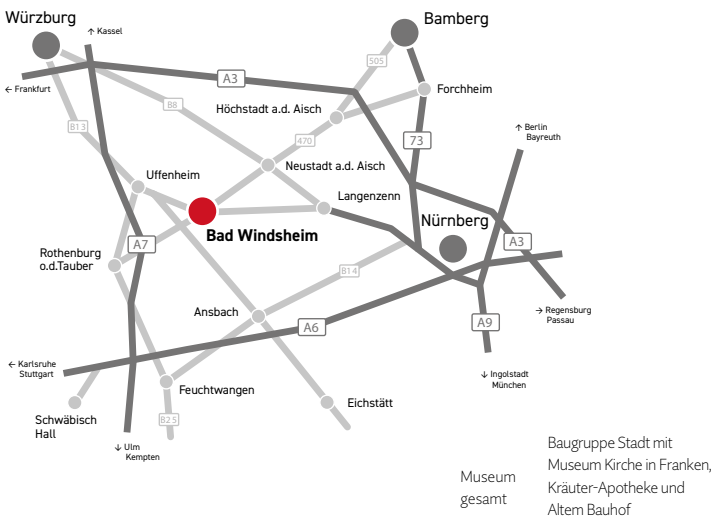 Würzburg
Bamberg
↑ Kassel
505
← Frankfurt
A3
Forchheim
B8
Höchstadt a.d. Aisch
B13
470
73
↑ Berlin
Bayreuth
Neustadt a.d. Aisch
Uffenheim
Langenzenn
Nürnberg
Bad Windsheim
A7
A3
Rothenburg
o.d.Tauber
B14
Ansbach
→ Regensburg
Passau
A6
A9
← Karlsruhe
Stuttgart
↓ Ingolstadt
München
Feuchtwangen
Eichstätt
Schwäbisch
Hall
B25
↓ Ulm
Kempten
Museum
gesamt
Baugruppe Stadt mit
Museum Kirche in Franken,
Kräuter-Apotheke und
Altem Bauhof